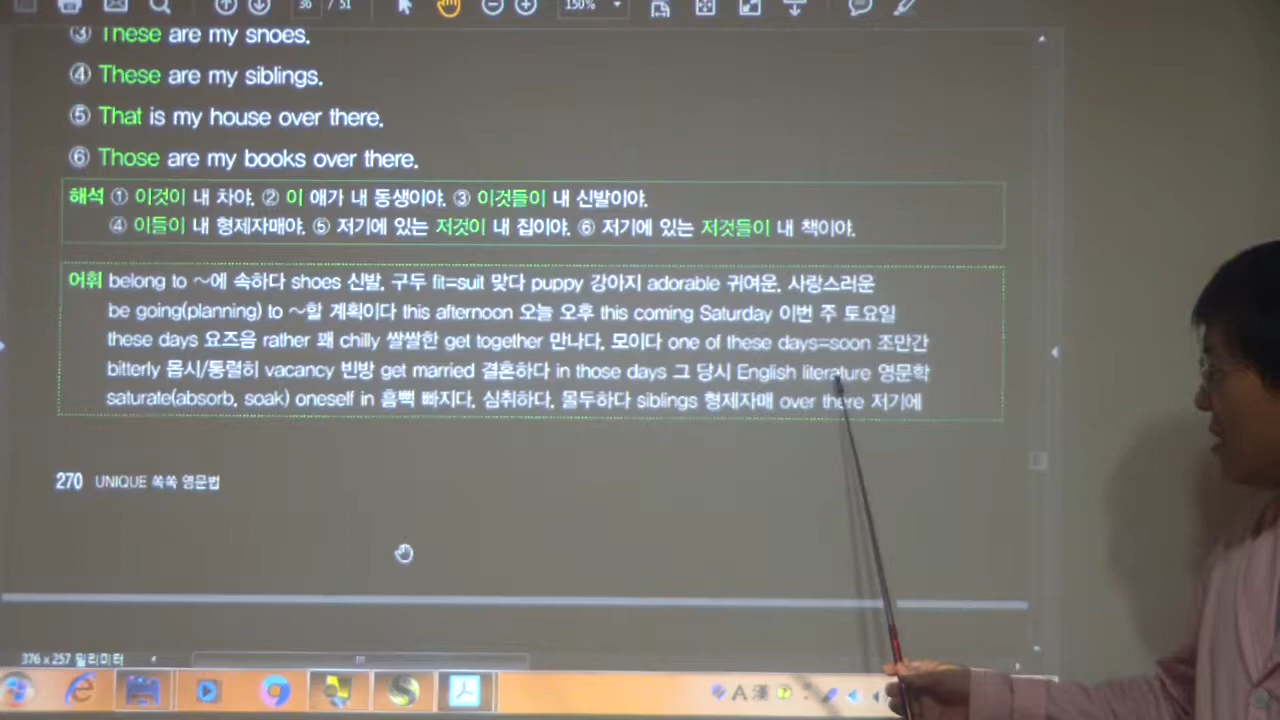 36 / 51
150%
③ These are my shoes.
④ These are my siblings.
⑤ That is my house over there.
⑥ Those are my books over there.
해석 ① 이것이 내 차야. ② 이 애가 내 동생이야. ③ 이것들이 내 신발이야.
④ 이들이 내 형제자매야. ⑤ 저기에 있는 저것이 내 집이야. ⑥ 저기에 있는 저것들이 내 책이야.
어휘 belong to ~에 속하다 shoes 신발, 구두 fit=suit 맞다 puppy 강아지 adorable 귀여운, 사랑스러운
be going(planning) to ~할 계획이다 this afternoon 오늘 오후 this coming Saturday 이번 주 토요일
these days 요즈음 rather 꽤 chilly 쌀쌀한 get together 만나다, 모이다 one of these days=soon 조만간
bitterly 몹시/통렬히 vacancy 빈방 get married 결혼하다 in those days 그 당시 English literature 영문학
saturate(absorb, soak) oneself in 흠뻑 빠지다, 심취하다, 몰두하다 siblings 형제자매 over there 저기에
270 UNIQUE 쏙쏙 영문법
376 x 257 밀리미터
A 漢